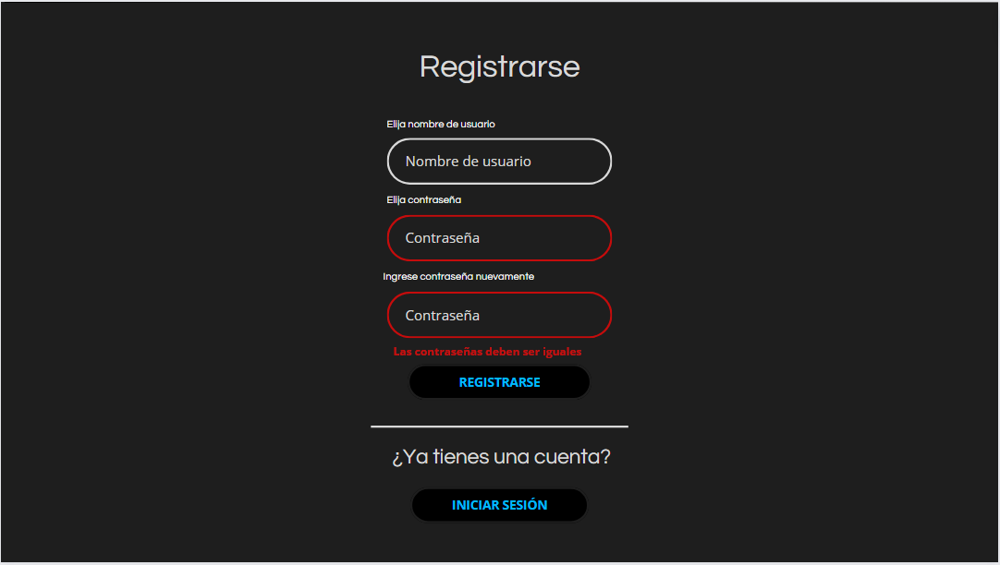 Registrarse
Elija nombre de usuario
Nombre de usuario
Elija contraseña
Contraseña
Ingrese contraseña nuevamente
Contraseña
Las contraseñas deben ser iguales
REGISTRARSE
¿Ya tienes una cuenta?
INICIAR SESIÓN